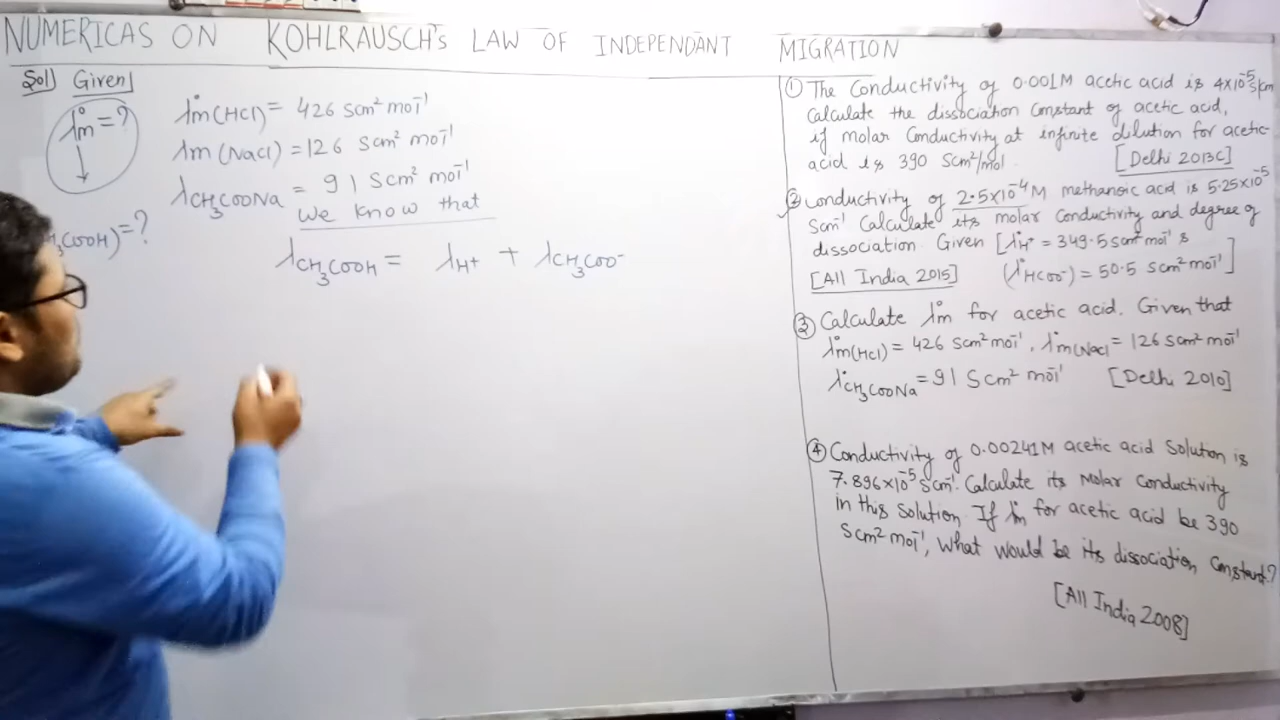 NUMERICAS ON KOHLRAUSCH's LAW OF INDEPENDANT MIGRATION
Sol) Given
λ°m = ?
↓
CH₃COOH) = ?
λ°m(HCl) = 426 Scm² mol⁻¹
λm (NaCl) = 126 Scm² mol⁻¹
λCH₃COONa = 91 Scm² mol⁻¹
We know that
λCH₃COOH = λH⁺ + λCH₃COO⁻
① The Conductivity of 0.001M acetic acid is 4×10⁻⁵ S/cm
Calculate the dissociation Constant of acetic acid,
if molar Conductivity at infinite dilution for acetic-
acid is 390 Scm²/mol. [Delhi 2013C]
② Conductivity of 2.5×10⁻⁴M methanoic acid is 5.25×10⁻⁵
Scm⁻¹ Calculate its molar Conductivity and degree of
dissociation. Given [λ°H⁺ = 349.5 Scm² mol⁻¹ &
[All India 2015] (λ°HCOO⁻) = 50.5 Scm² mol⁻¹]
③ Calculate λ°m for acetic acid. Given that
λ°m(HCl) = 426 Scm² mol⁻¹, λ°m(NaCl = 126 Scm² mol⁻¹
λ°CH₃COONa = 91 Scm² mol⁻¹ [Delhi 2010]
④ Conductivity of 0.00241M acetic acid Solution is
7.896×10⁻⁵ Scm⁻¹. Calculate its Molar Conductivity
in this Solution. If λ°m for acetic acid be 390
Scm² mol⁻¹, What would be its dissociation Constant?
[All India 2008]